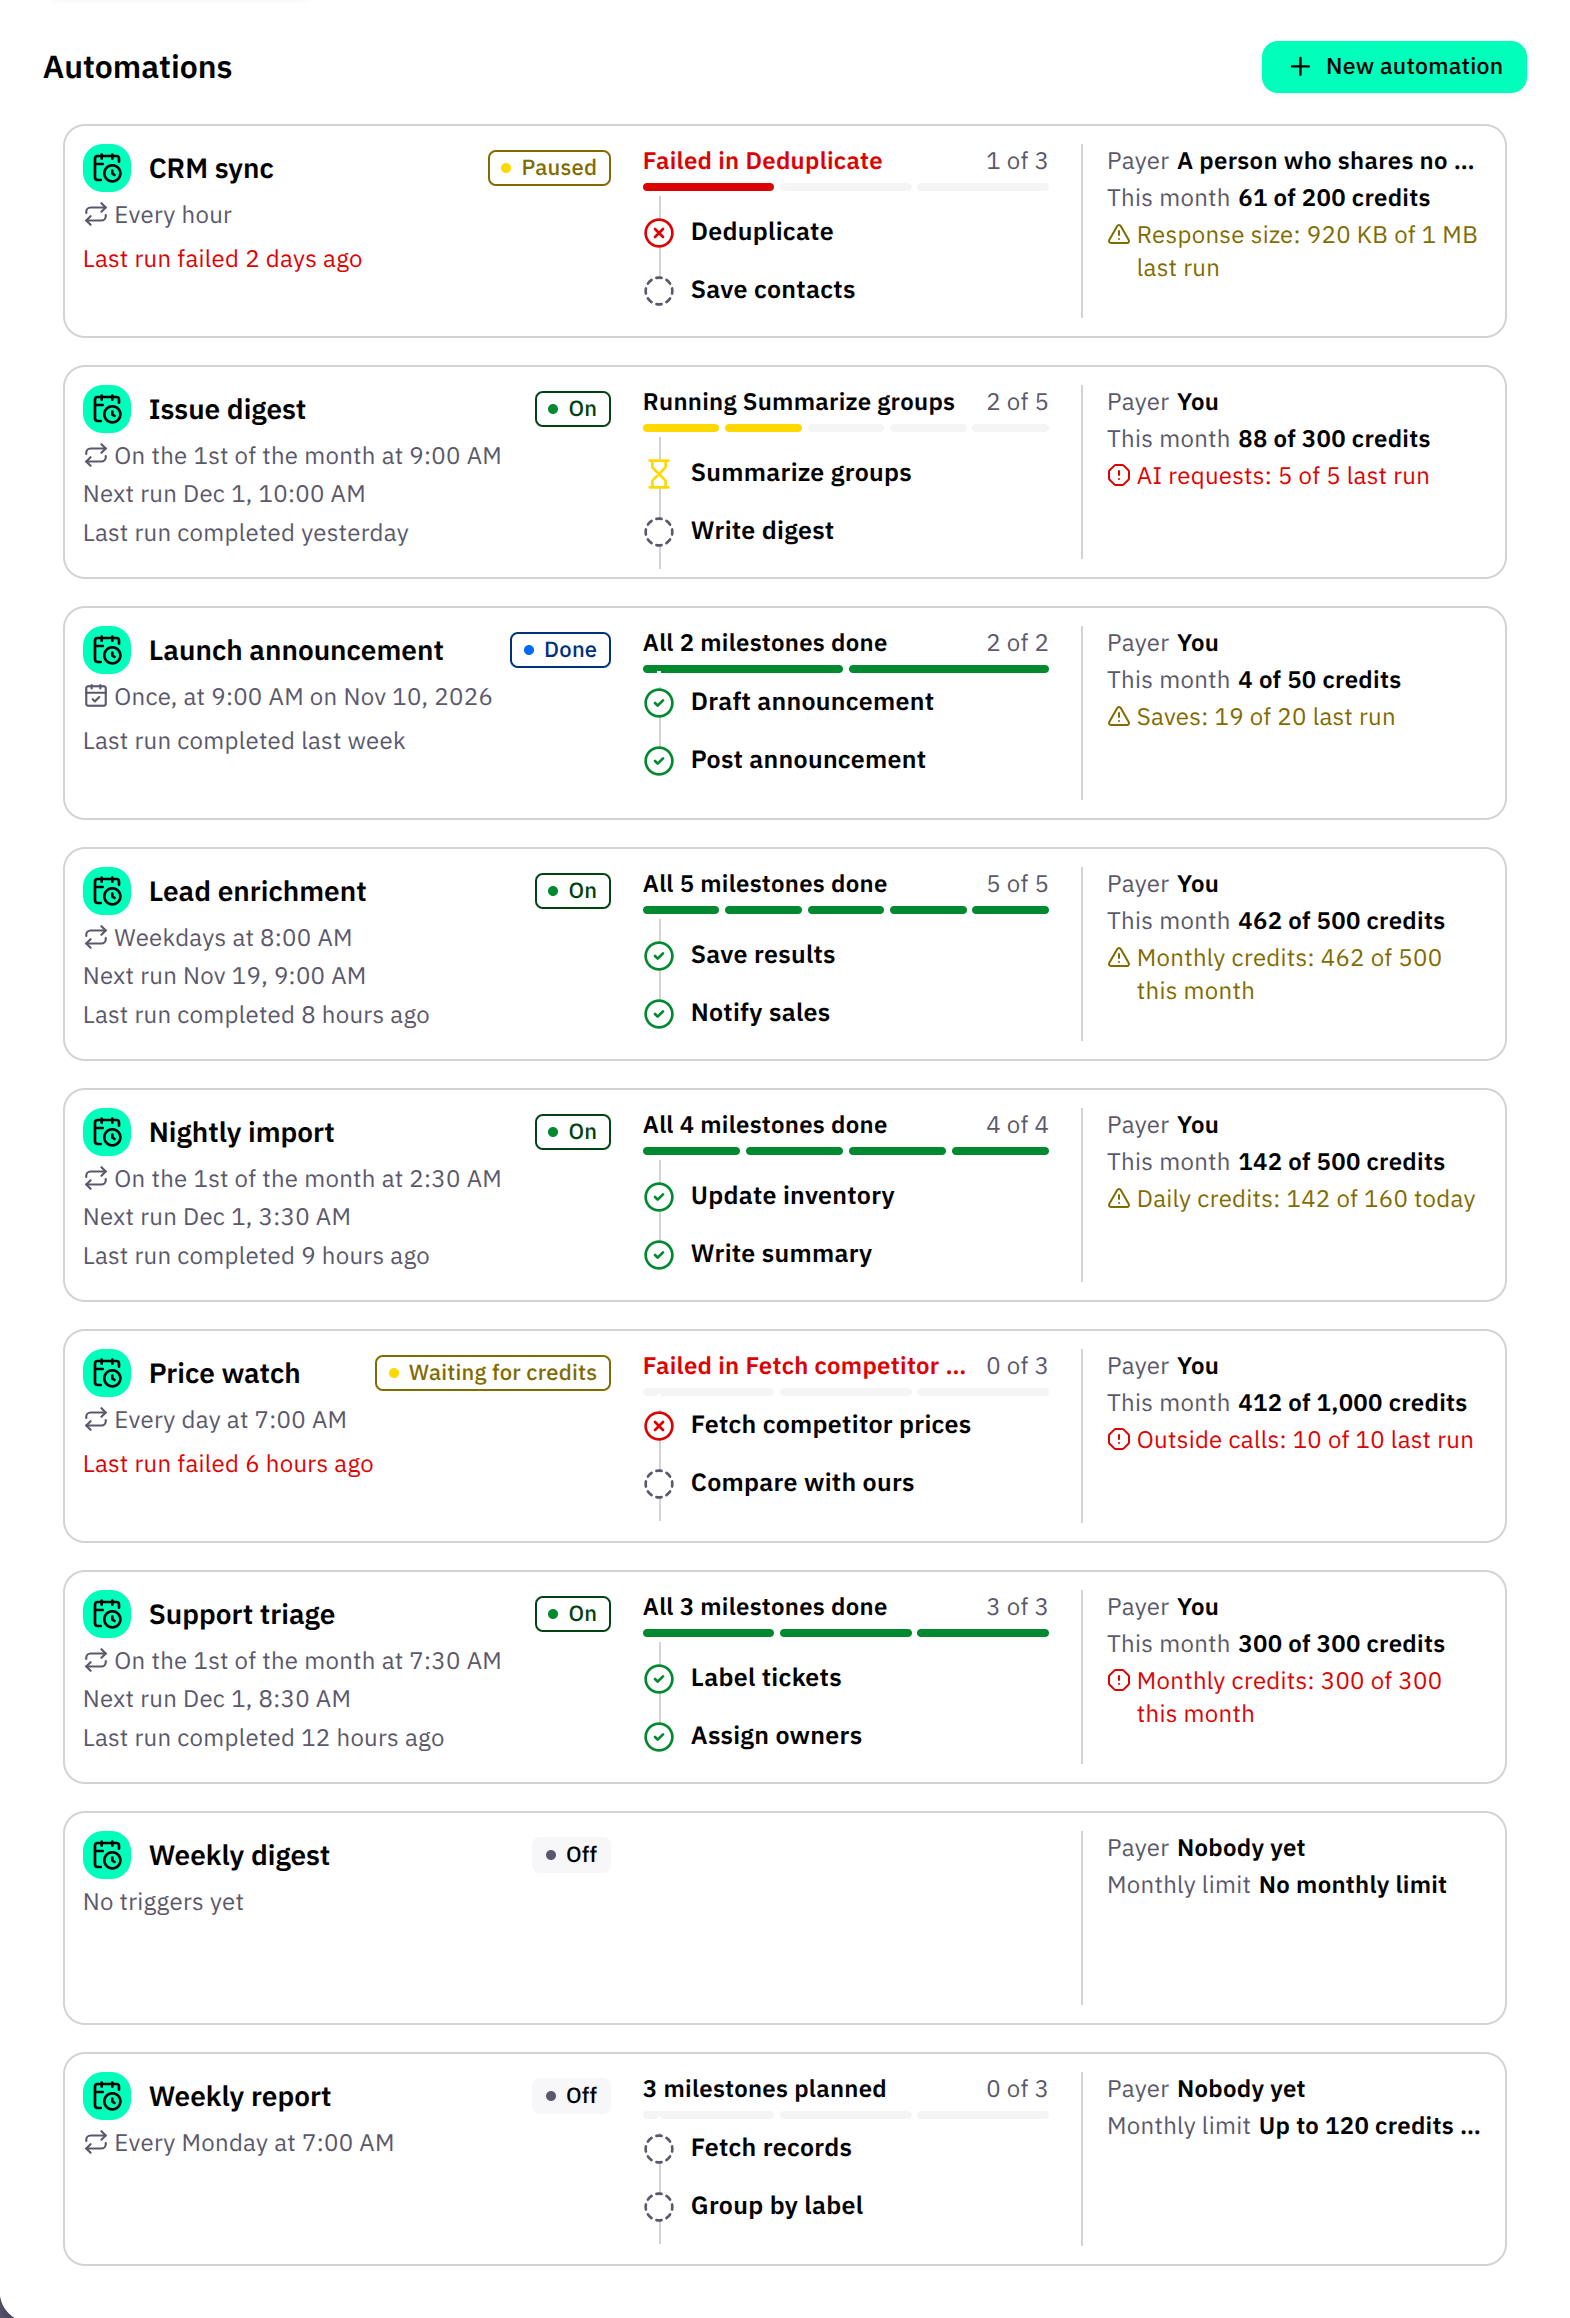 Automations
New automation
CRM sync
Paused
Every hour
Last run failed 2 days ago
Failed in Deduplicate
1 of 3
Deduplicate
Save contacts
Payer A person who shares no ...
This month 61 of 200 credits
Response size: 920 KB of 1 MB
last run
Issue digest
On
On the 1st of the month at 9:00 AM
Next run Dec 1, 10:00 AM
Last run completed yesterday
Running Summarize groups
2 of 5
Summarize groups
Write digest
Payer You
This month 88 of 300 credits
AI requests: 5 of 5 last run
Launch announcement
Done
Once, at 9:00 AM on Nov 10, 2026
Last run completed last week
All 2 milestones done
2 of 2
Draft announcement
Post announcement
Payer You
This month 4 of 50 credits
Saves: 19 of 20 last run
Lead enrichment
On
Weekdays at 8:00 AM
Next run Nov 19, 9:00 AM
Last run completed 8 hours ago
All 5 milestones done
5 of 5
Save results
Notify sales
Payer You
This month 462 of 500 credits
Monthly credits: 462 of 500
this month
Nightly import
On
On the 1st of the month at 2:30 AM
Next run Dec 1, 3:30 AM
Last run completed 9 hours ago
All 4 milestones done
4 of 4
Update inventory
Write summary
Payer You
This month 142 of 500 credits
Daily credits: 142 of 160 today
Price watch
Waiting for credits
Every day at 7:00 AM
Last run failed 6 hours ago
Failed in Fetch competitor ...
0 of 3
Fetch competitor prices
Compare with ours
Payer You
This month 412 of 1,000 credits
Outside calls: 10 of 10 last run
Support triage
On
On the 1st of the month at 7:30 AM
Next run Dec 1, 8:30 AM
Last run completed 12 hours ago
All 3 milestones done
3 of 3
Label tickets
Assign owners
Payer You
This month 300 of 300 credits
Monthly credits: 300 of 300
this month
Weekly digest
Off
No triggers yet
Payer Nobody yet
Monthly limit No monthly limit
Weekly report
Off
Every Monday at 7:00 AM
3 milestones planned
0 of 3
Fetch records
Group by label
Payer Nobody yet
Monthly limit Up to 120 credits ...